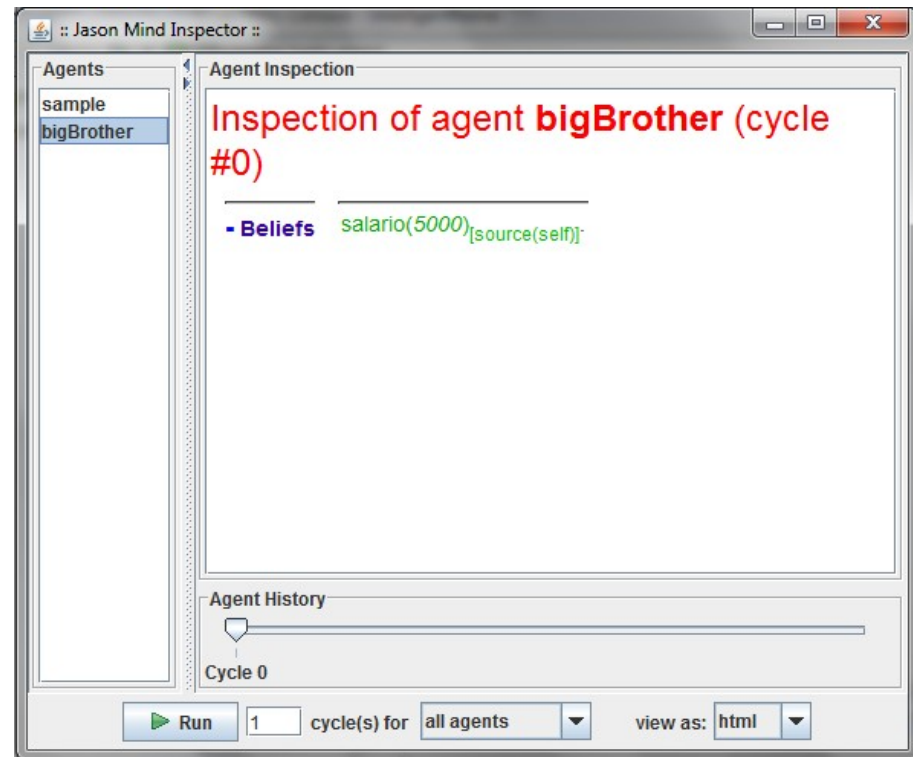 :: Jason Mind Inspector ::
Agents
sample
bigBrother
Agent Inspection
Inspection of agent bigBrother (cycle
#0)
- Beliefs salario(5000)[source(self)].
Agent History
Cycle 0
Run 1 cycle(s) for all agents view as: html